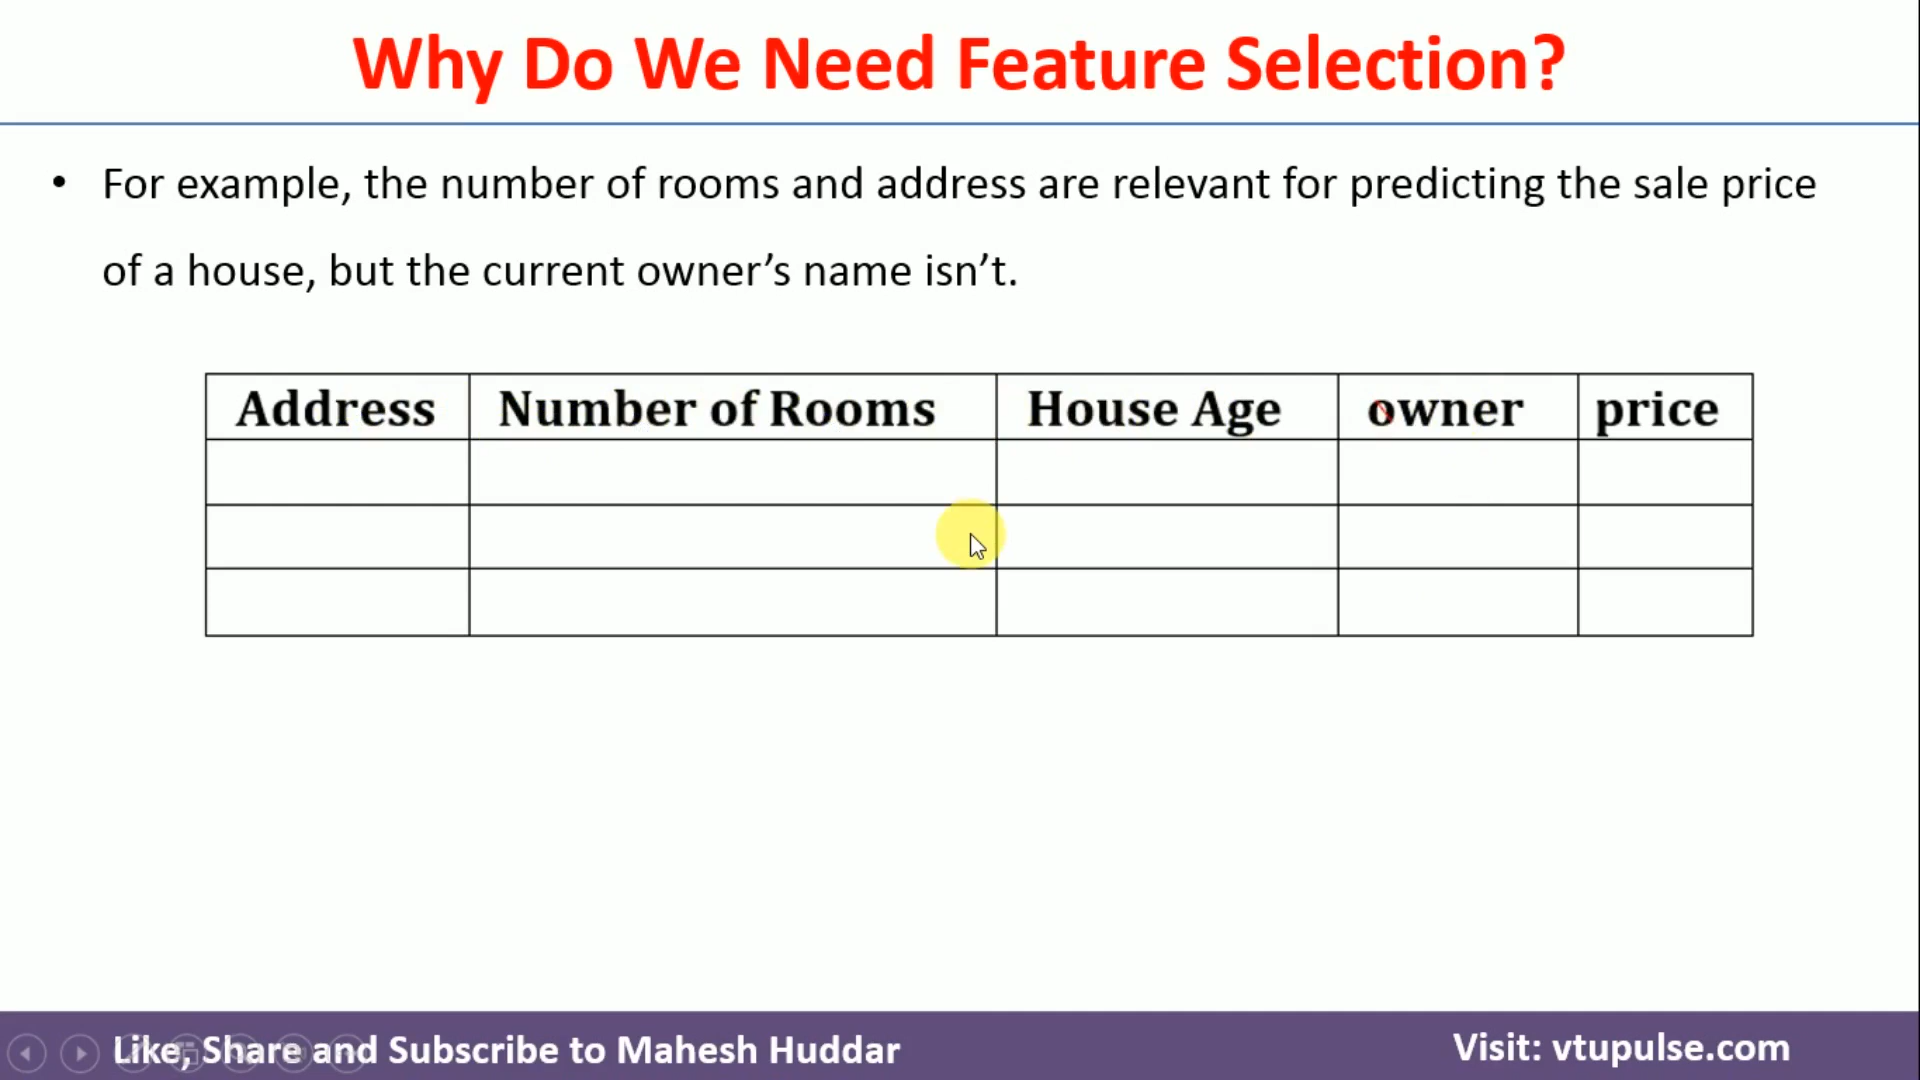 Why Do We Need Feature Selection?
• For example, the number of rooms and address are relevant for predicting the sale price
of a house, but the current owner’s name isn’t.
Address Number of Rooms House Age owner price
Like, Share and Subscribe to Mahesh Huddar
Visit: vtupulse.com